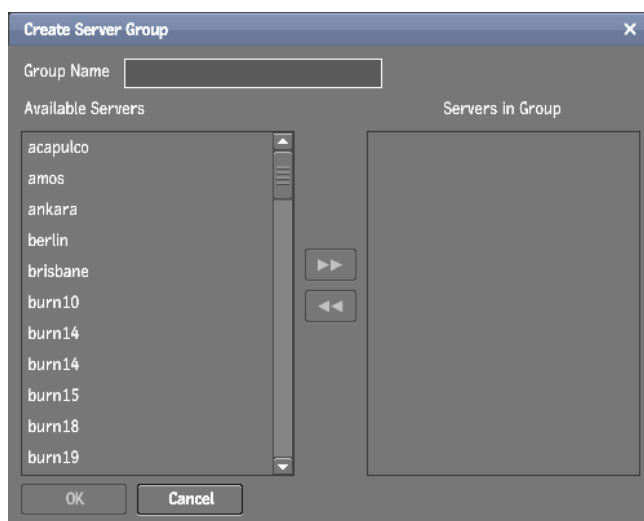 Create Server Group
Group Name
Available Servers
Servers in Group
acapulco
amos
ankara
berlin
brisbane
burn10
burn14
burn14
burn15
burn18
burn19
OK
Cancel